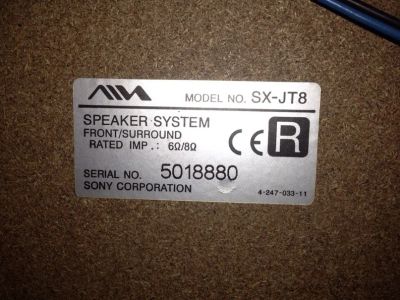 AIWA MODEL NO. SX-JT8
SPEAKER SYSTEM
FRONT/SURROUND
RATED IMP. : 6Ω/8Ω
CE R
SERIAL NO. 5018880
SONY CORPORATION 4-247-033-11